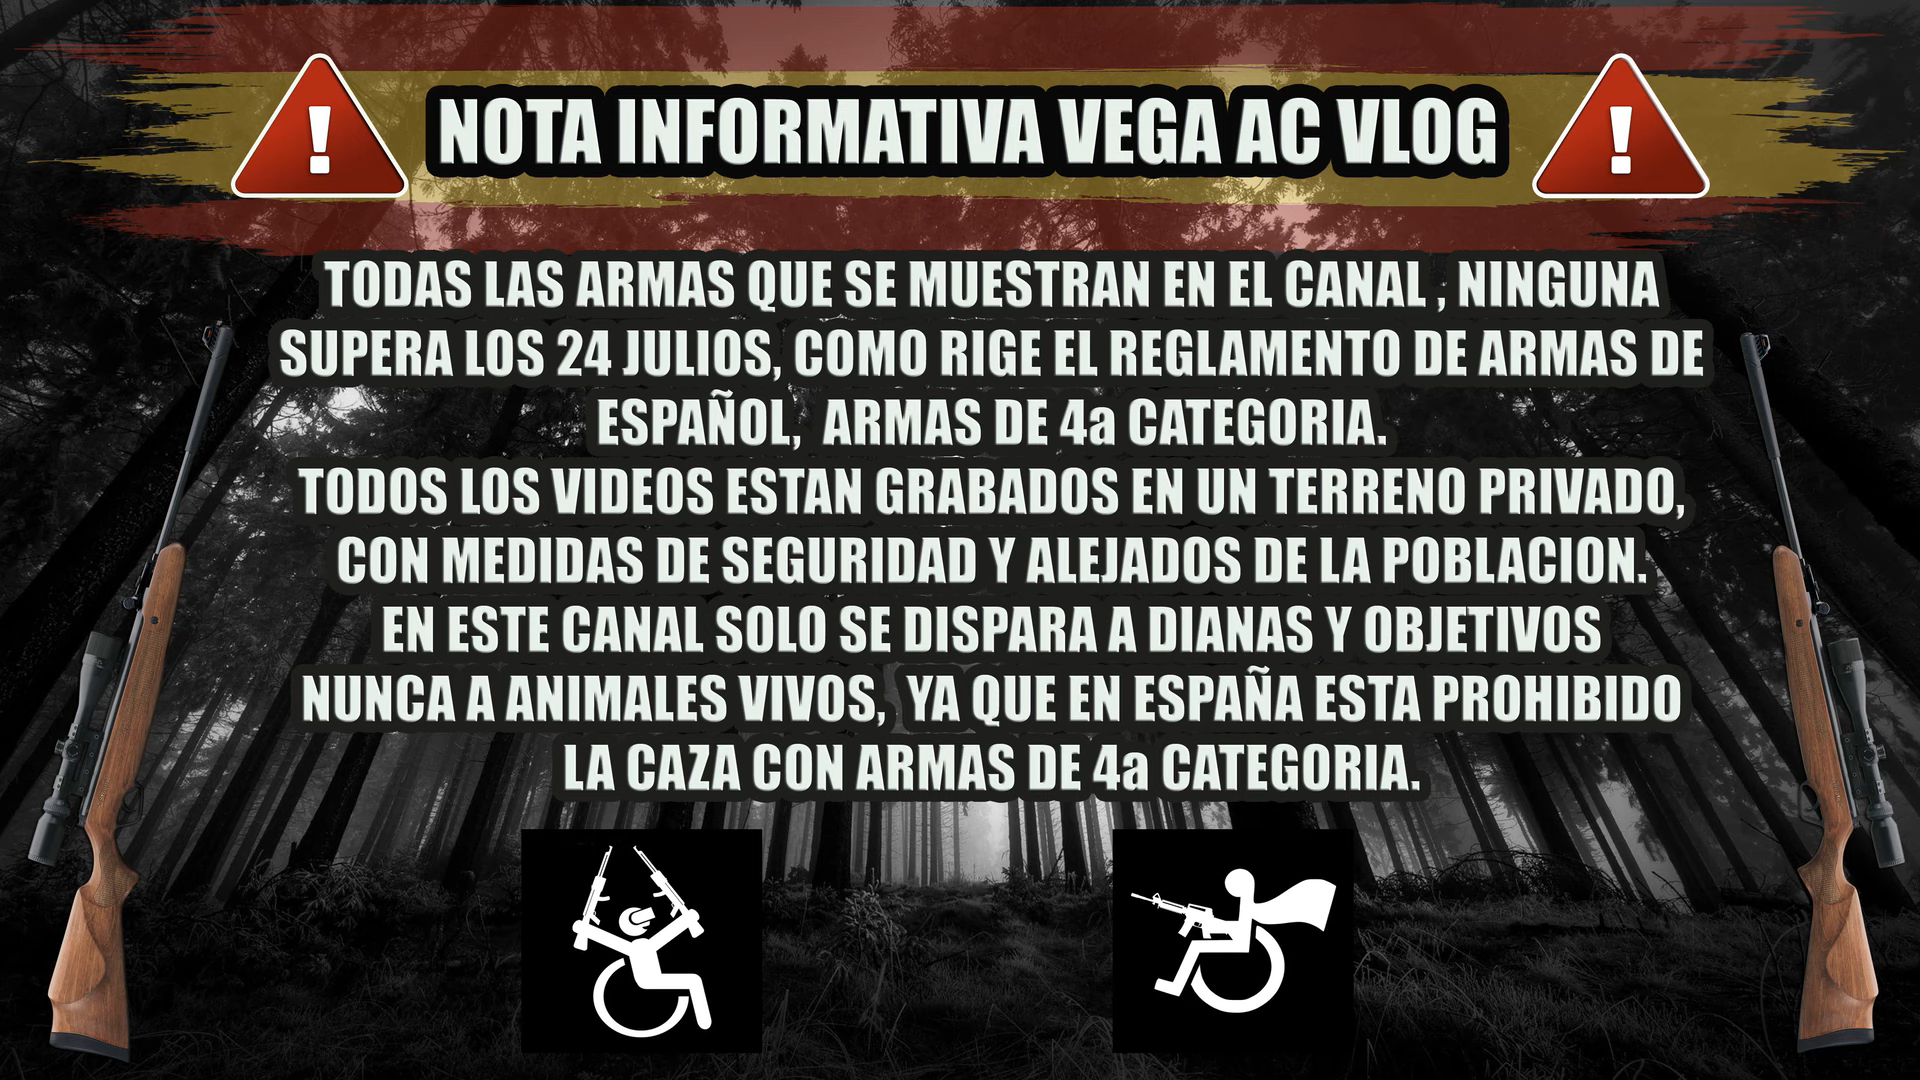 NOTA INFORMATIVA VEGA AC VLOG
TODAS LAS ARMAS QUE SE MUESTRAN EN EL CANAL , NINGUNA
SUPERA LOS 24 JULIOS, COMO RIGE EL REGLAMENTO DE ARMAS DE
ESPAÑOL, ARMAS DE 4a CATEGORIA.
TODOS LOS VIDEOS ESTAN GRABADOS EN UN TERRENO PRIVADO,
CON MEDIDAS DE SEGURIDAD Y ALEJADOS DE LA POBLACION.
EN ESTE CANAL SOLO SE DISPARA A DIANAS Y OBJETIVOS
NUNCA A ANIMALES VIVOS, YA QUE EN ESPAÑA ESTA PROHIBIDO
LA CAZA CON ARMAS DE 4a CATEGORIA.